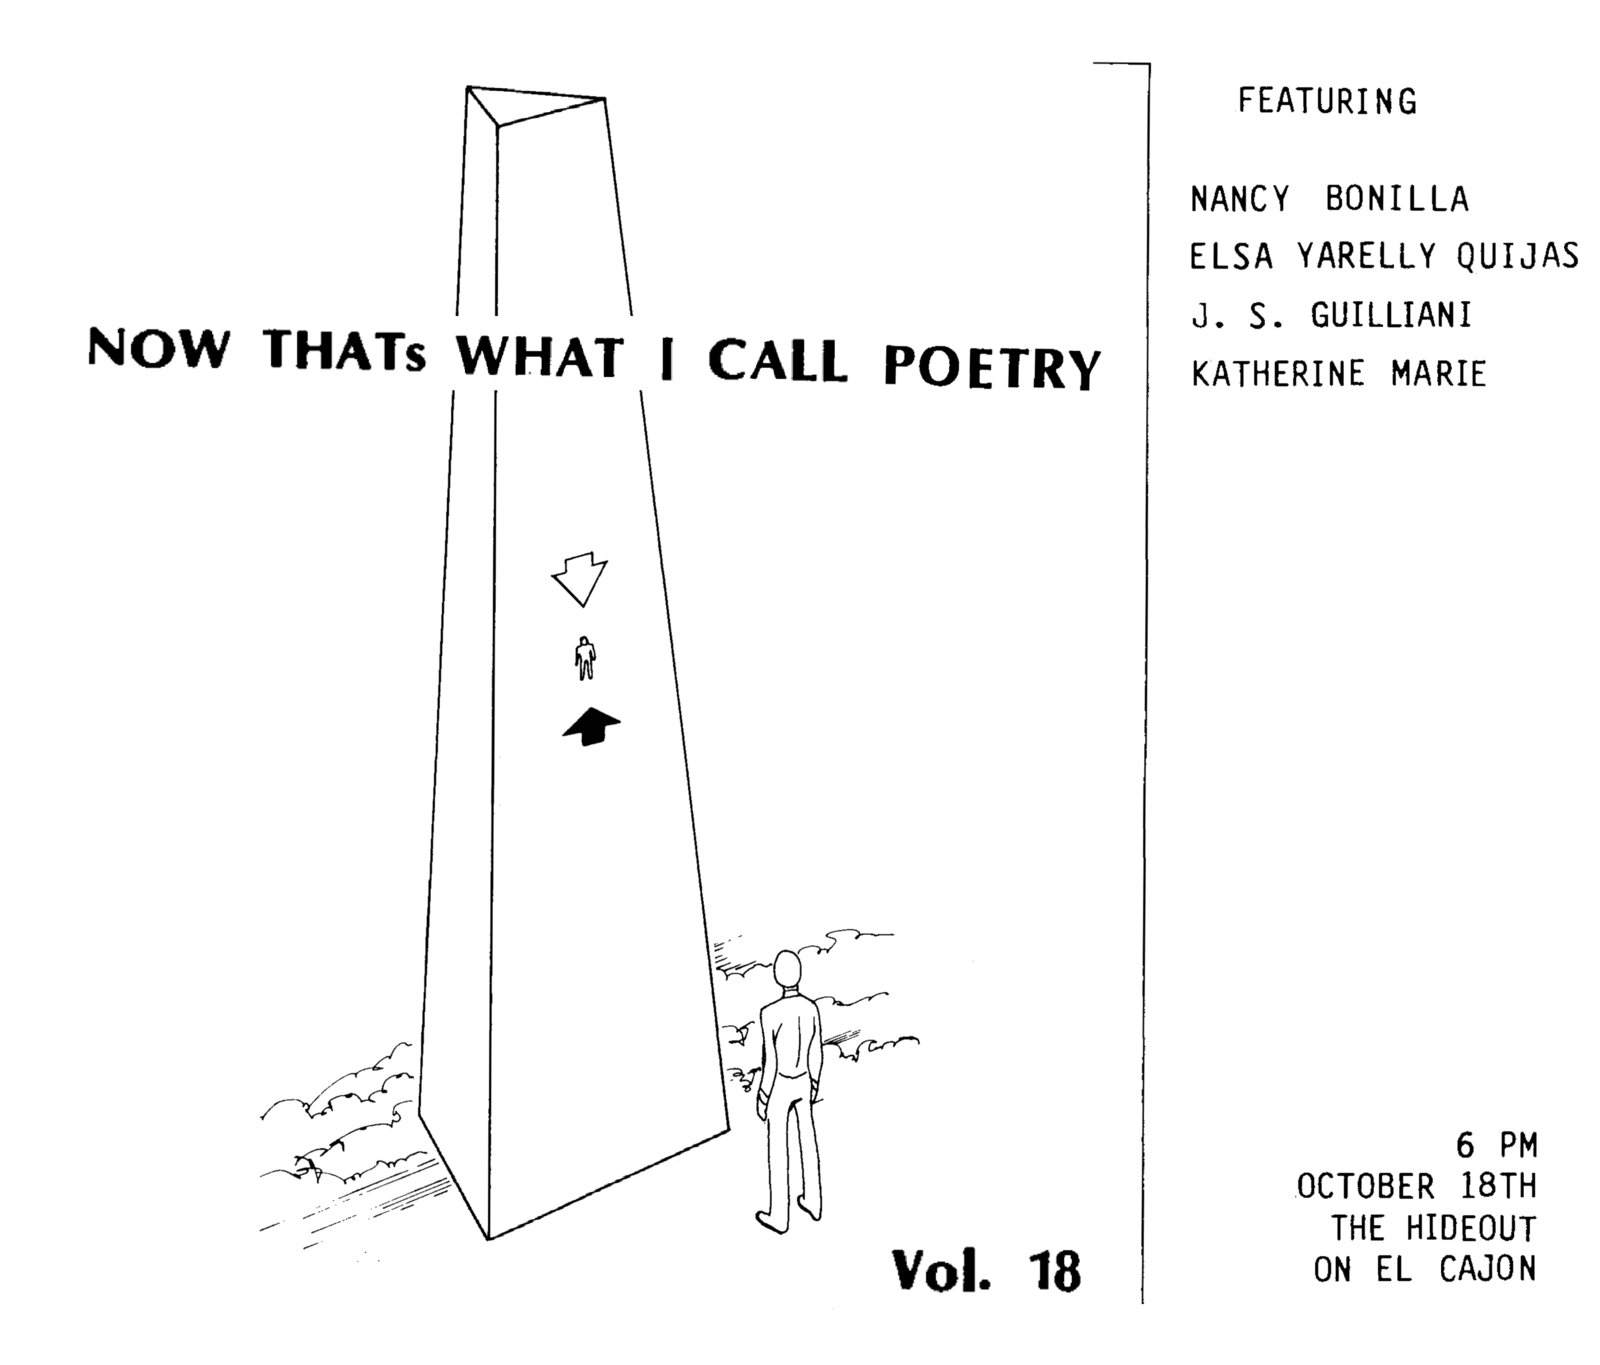 NOW THATs WHAT I CALL POETRY
Vol. 18
FEATURING
NANCY BONILLA
ELSA YARELLY QUIJAS
J. S. GUILLIANI
KATHERINE MARIE
6 PM
OCTOBER 18TH
THE HIDEOUT
ON EL CAJON